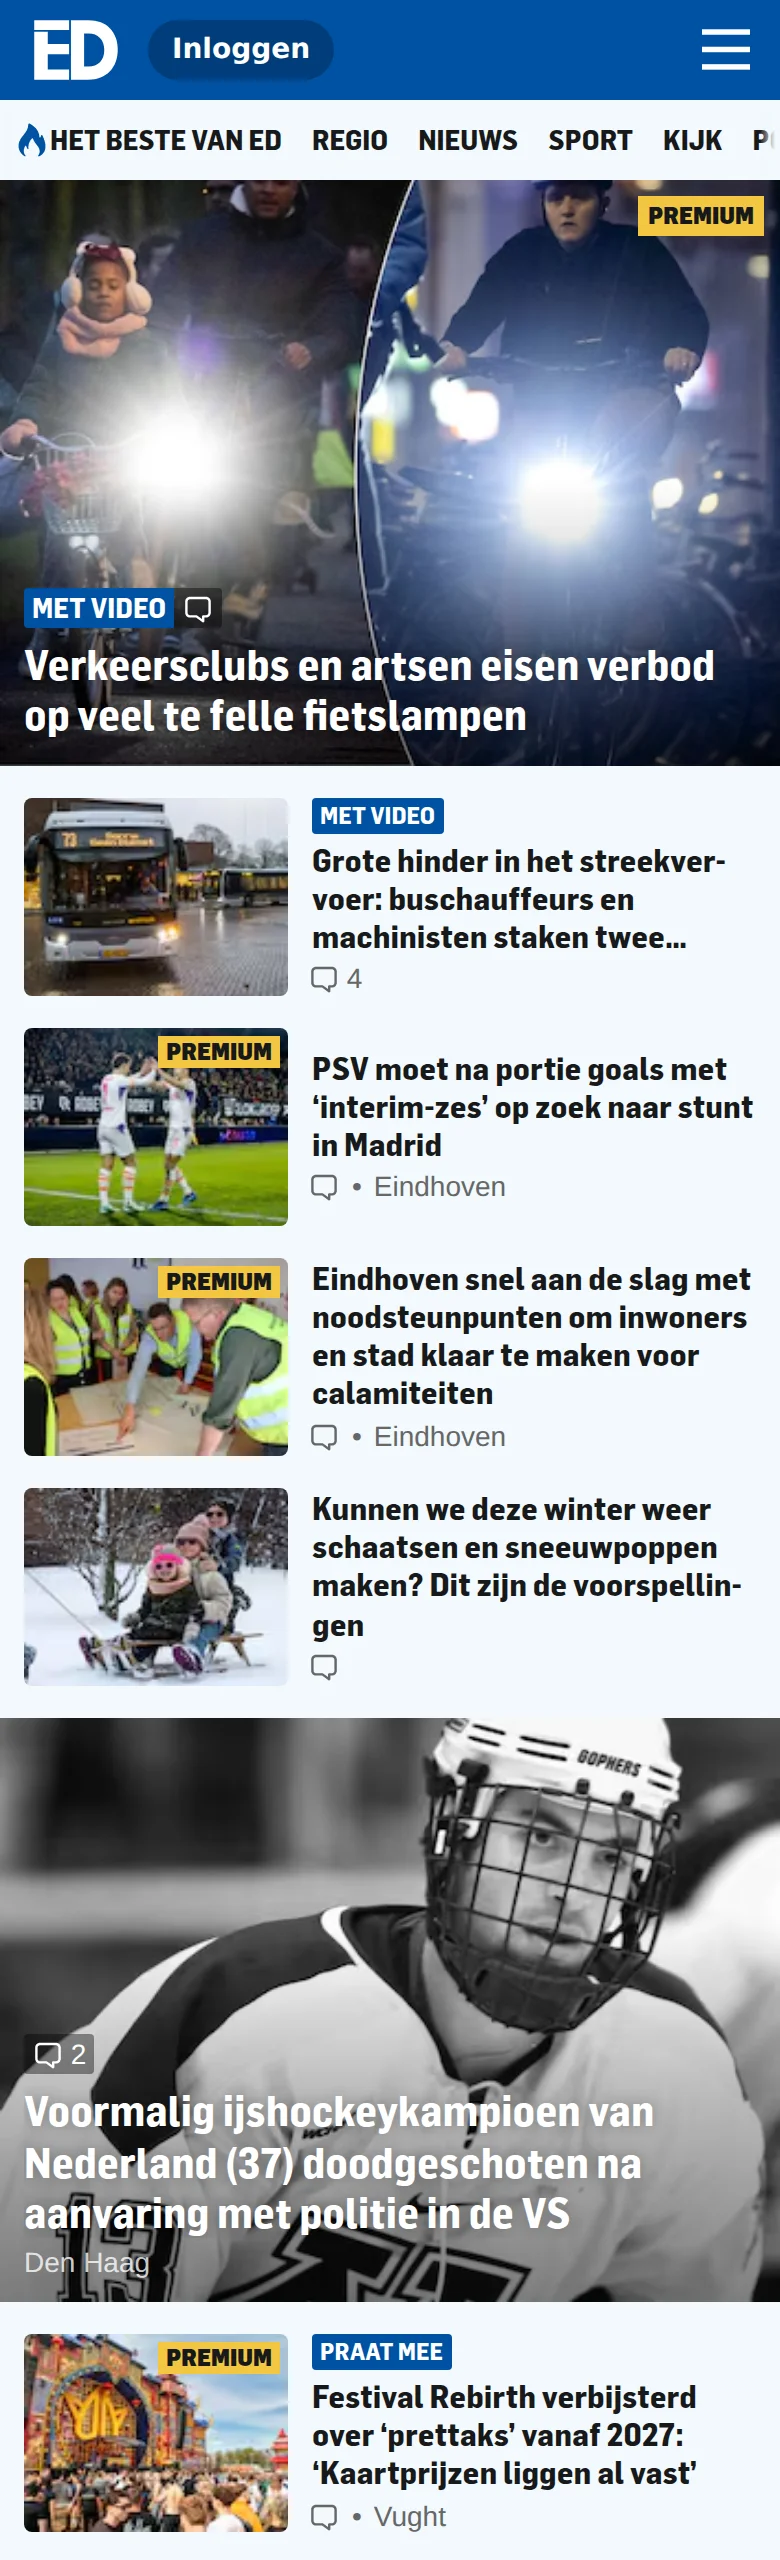 ED Inloggen
HET BESTE VAN ED REGIO NIEUWS SPORT KIJK
PREMIUM
MET VIDEO
Verkeersclubs en artsen eisen verbod
op veel te felle fietslampen
73
MET VIDEO
Grote hinder in het streekver-
voer: buschauffeurs en
machinisten staken twee...
4
PREMIUM
PSV moet na portie goals met
‘interim-zes’ op zoek naar stunt
in Madrid
• Eindhoven
PREMIUM
Eindhoven snel aan de slag met
noodsteunpunten om inwoners
en stad klaar te maken voor
calamiteiten
• Eindhoven
Kunnen we deze winter weer
schaatsen en sneeuwpoppen
maken? Dit zijn de voorspellin-
gen
GOPHERS
2
Voormalig ijshockeykampioen van
Nederland (37) doodgeschoten na
aanvaring met politie in de VS
Den Haag
13
PREMIUM
PRAAT MEE
Festival Rebirth verbijsterd
over ‘prettaks’ vanaf 2027:
‘Kaartprijzen liggen al vast’
• Vught